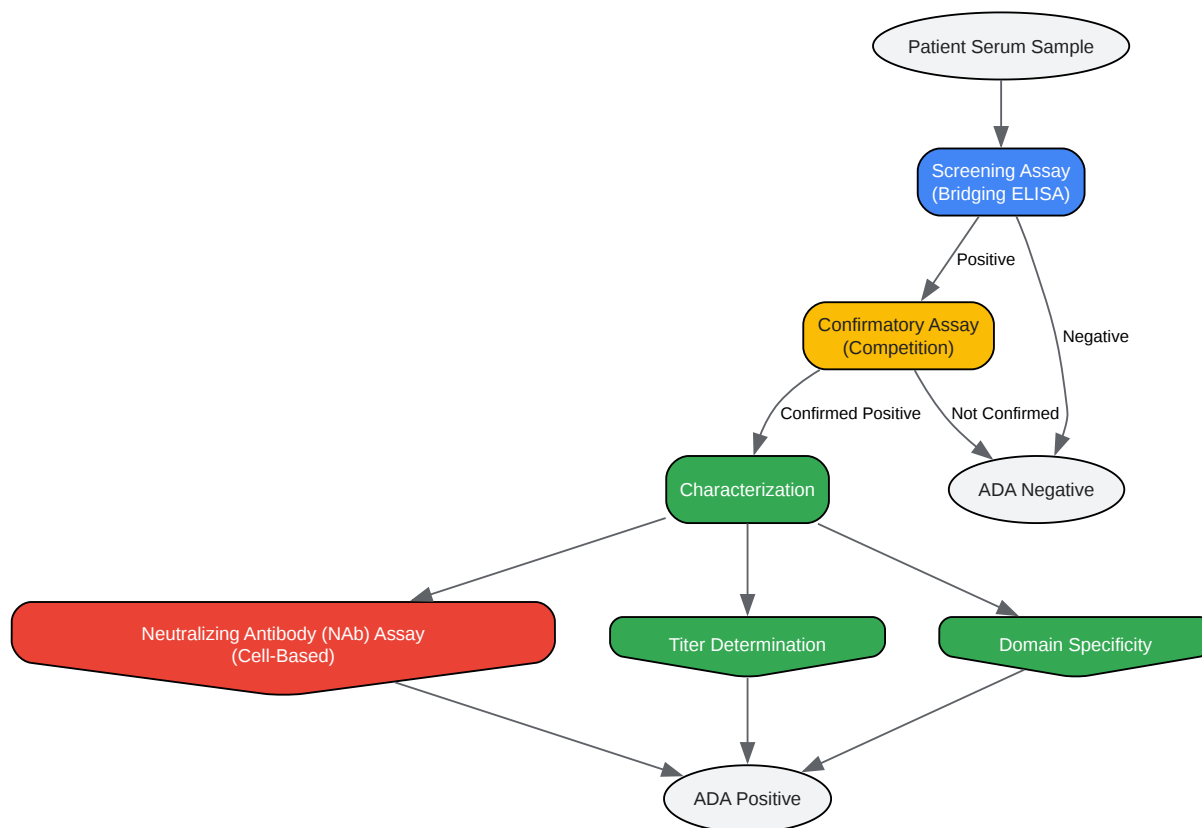 Patient Serum Sample
Screening Assay
(Bridging ELISA)
Positive
Negative
Confirmatory Assay
(Competition)
Confirmed Positive
Not Confirmed
Characterization
ADA Negative
Neutralizing Antibody (NAb) Assay
(Cell-Based)
Titer Determination
Domain Specificity
ADA Positive